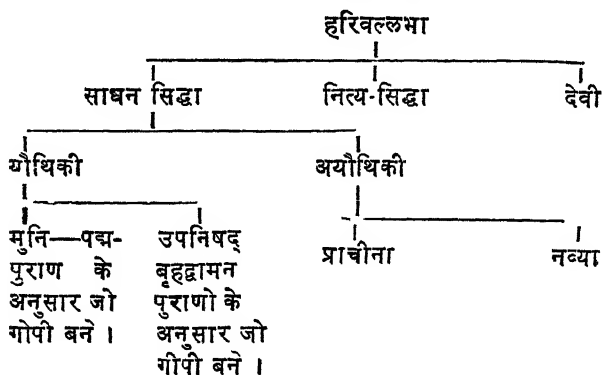 हरिवल्लभा
साधन सिद्धा नित्य-सिद्धा देवी
यौथिकी अयौथिकी
मुनि—पद्म-
पुराण के
अनुसार जो
गोपी बने ।
उपनिषद्
बृहद्वामन
पुराणो के
अनुसार जो
गीपी बने ।
प्राचीना नव्या